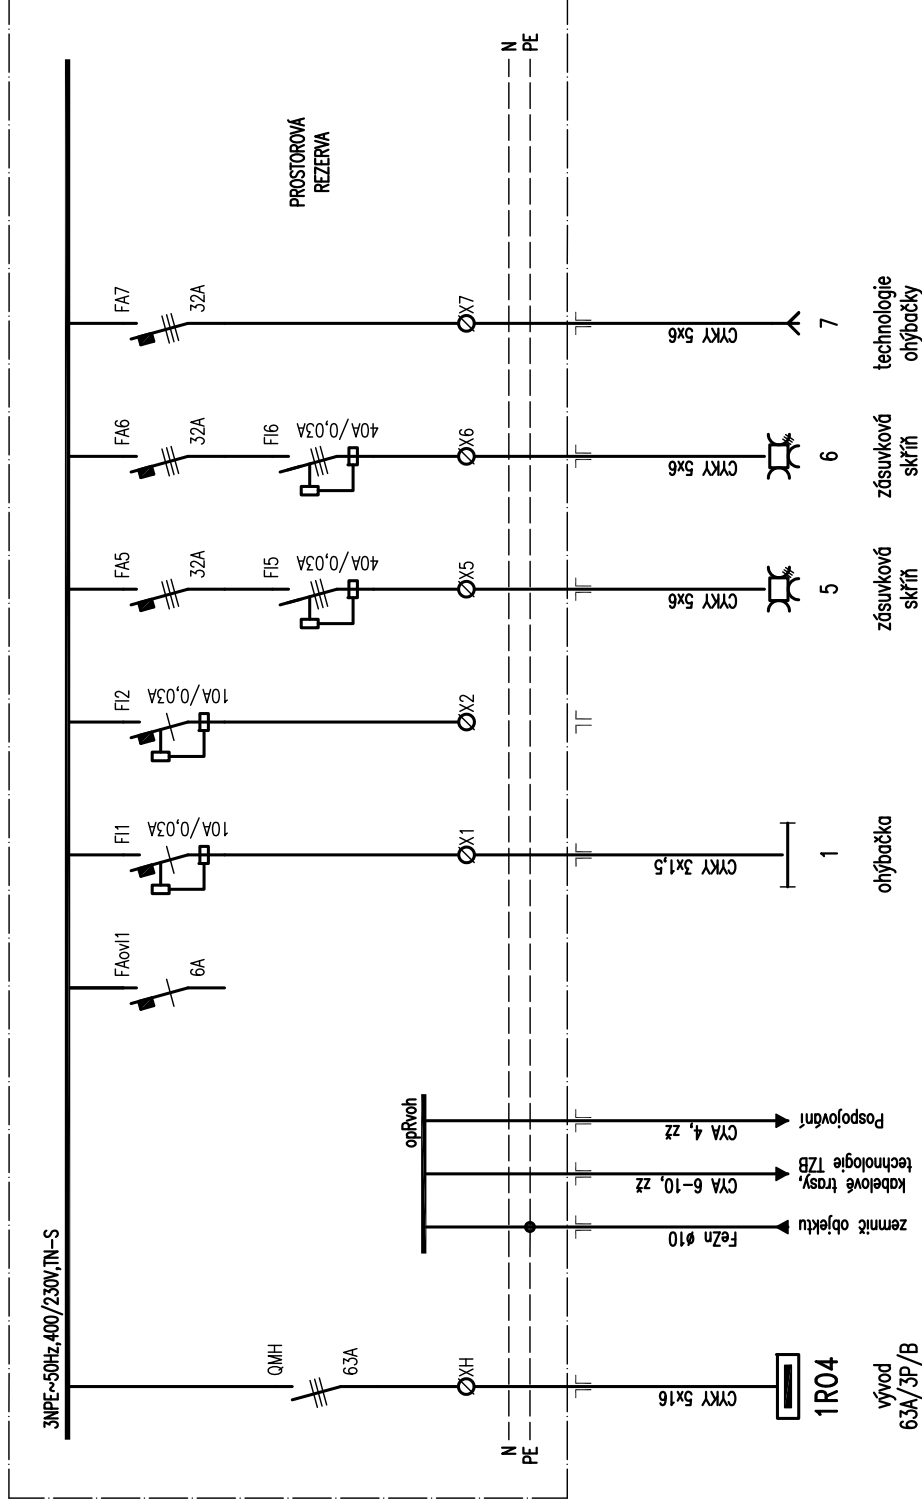 3NPE~50Hz,400/230V,TN-S
QMH
63A
XH
N
PE
CYKY 5x16
1RO4
vývod
63A/3P/B
opRvoh
FeZn ø10
zemnič objektu
CYA 6-10, zž
kabelové trasy,
technologie TZB
CYA 4, zž
Pospojování
FAovl1
6A
FI1
10A/0,03A
X1
CYKY 3x1,5
1
ohýbačka
FI2
10A/0,03A
X2
FA5
32A
FI5
40A/0,03A
X5
CYKY 5x6
5
zásuvková
skříň
FA6
32A
FI6
40A/0,03A
X6
CYKY 5x6
6
zásuvková
skříň
FA7
32A
X7
CYKY 5x6
7
technologie
ohýbačky
PROSTOROVÁ
REZERVA
N
PE